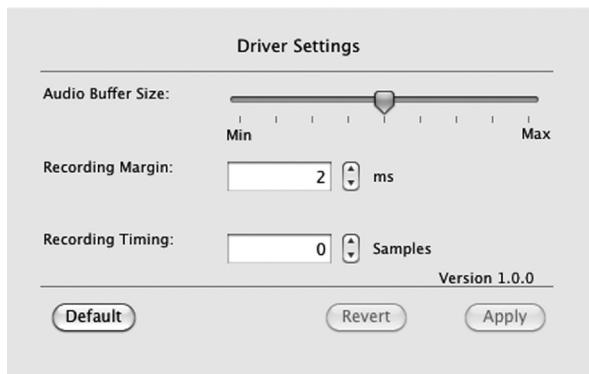 Driver Settings
Audio Buffer Size:
Min Max
Recording Margin: 2 ms
Recording Timing: 0 Samples
Version 1.0.0
Default Revert Apply